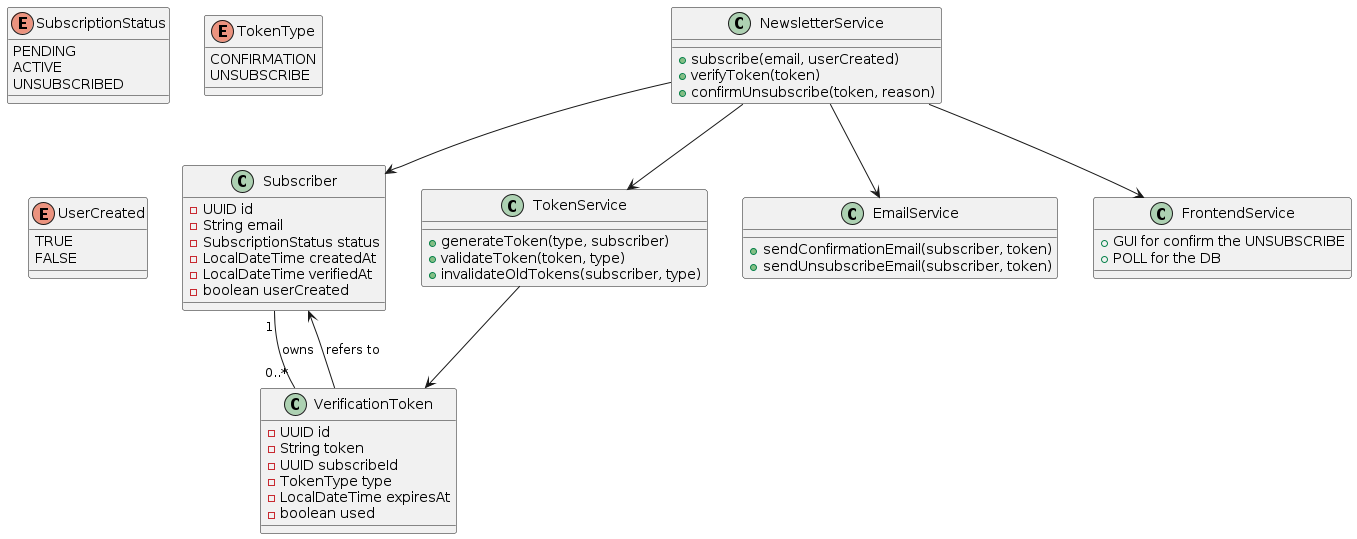 E SubscriptionStatus
PENDING
ACTIVE
UNSUBSCRIBED
E TokenType
CONFIRMATION
UNSUBSCRIBE
C NewsletterService
subscribe(email, userCreated)
verifyToken(token)
confirmUnsubscribe(token, reason)
E UserCreated
TRUE
FALSE
C Subscriber
UUID id
String email
SubscriptionStatus status
LocalDateTime createdAt
LocalDateTime verifiedAt
boolean userCreated
C TokenService
generateToken(type, subscriber)
validateToken(token, type)
invalidateOldTokens(subscriber, type)
C EmailService
sendConfirmationEmail(subscriber, token)
sendUnsubscribeEmail(subscriber, token)
C FrontendService
GUI for confirm the UNSUBSCRIBE
POLL for the DB
1
owns
refers to
0..*
C VerificationToken
UUID id
String token
UUID subscribeId
TokenType type
LocalDateTime expiresAt
boolean used